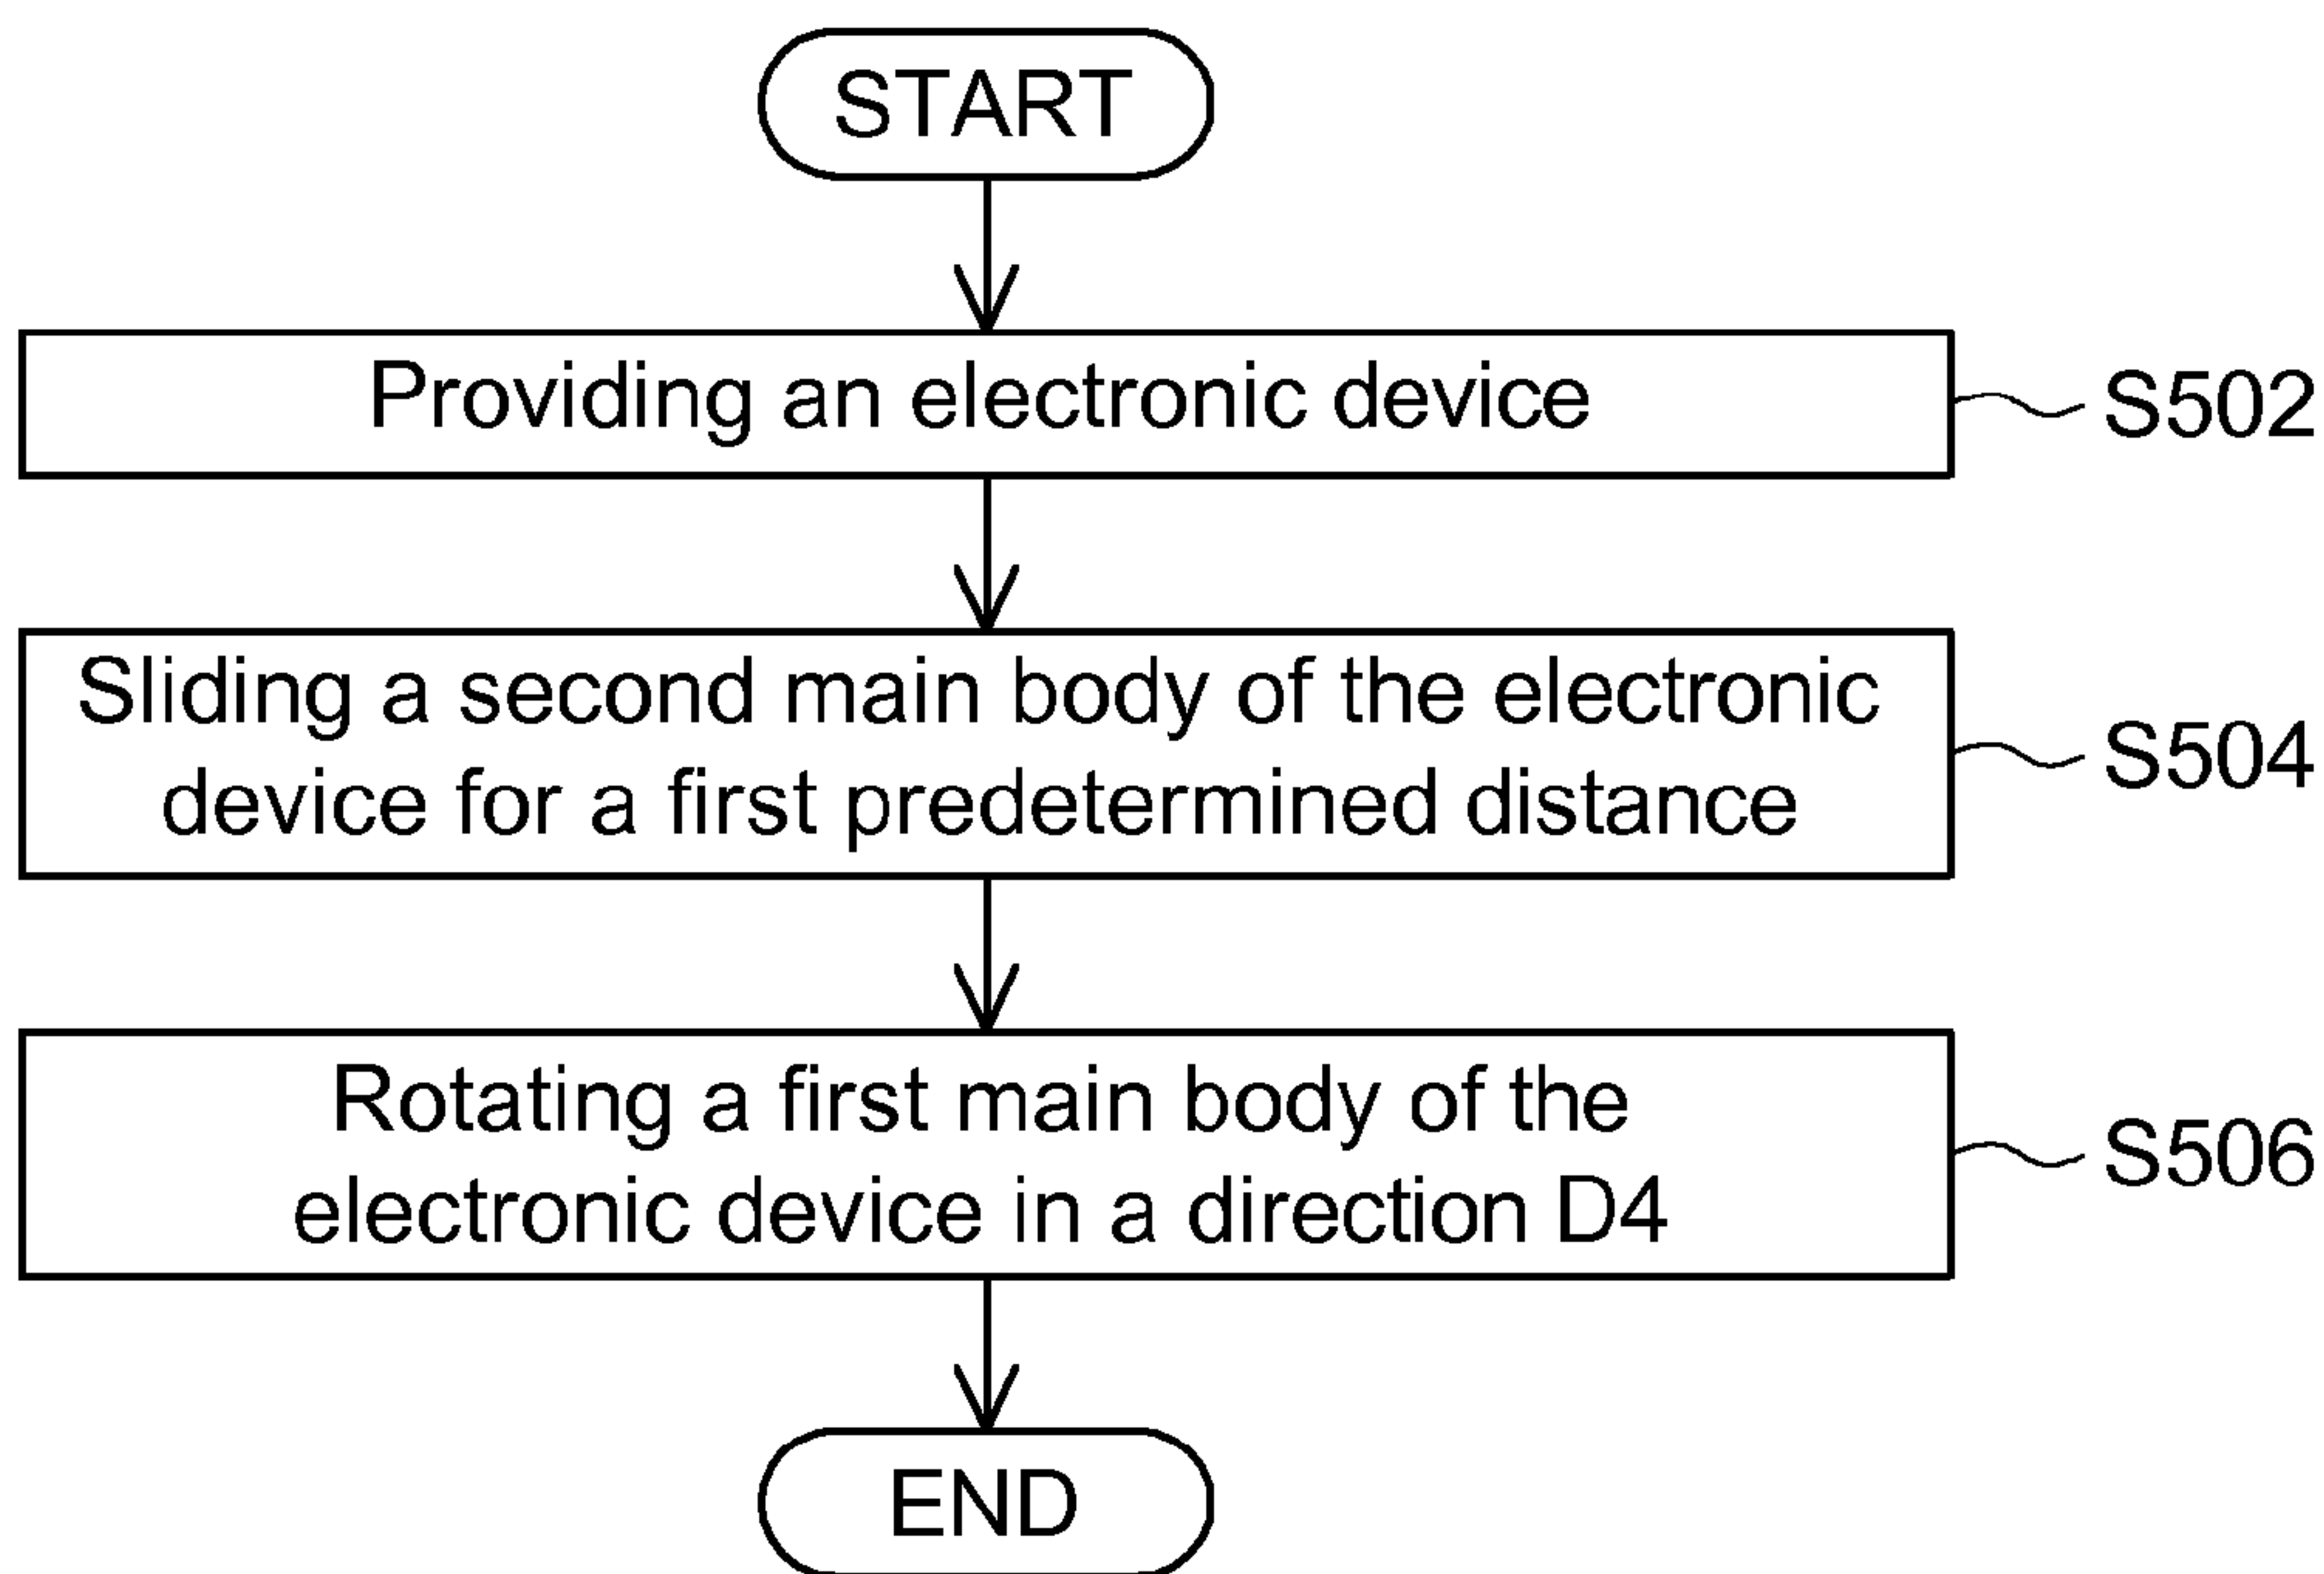 START
Providing an electronic device
S502
Sliding a second main body of the electronic
device for a first predetermined distance
S504
Rotating a first main body of the
electronic device in a direction D4
S506
END